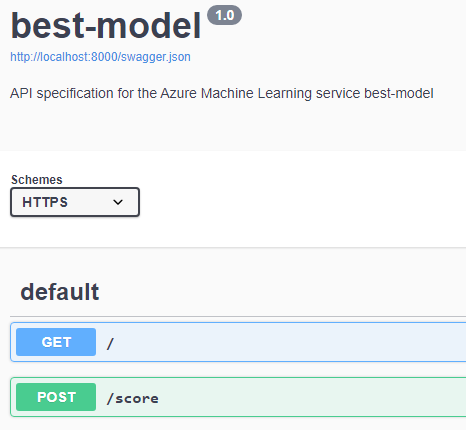 best-model 1.0
http://localhost:8000/swagger.json
API specification for the Azure Machine Learning service best-model
Schemes
HTTPS
default
GET /
POST /score